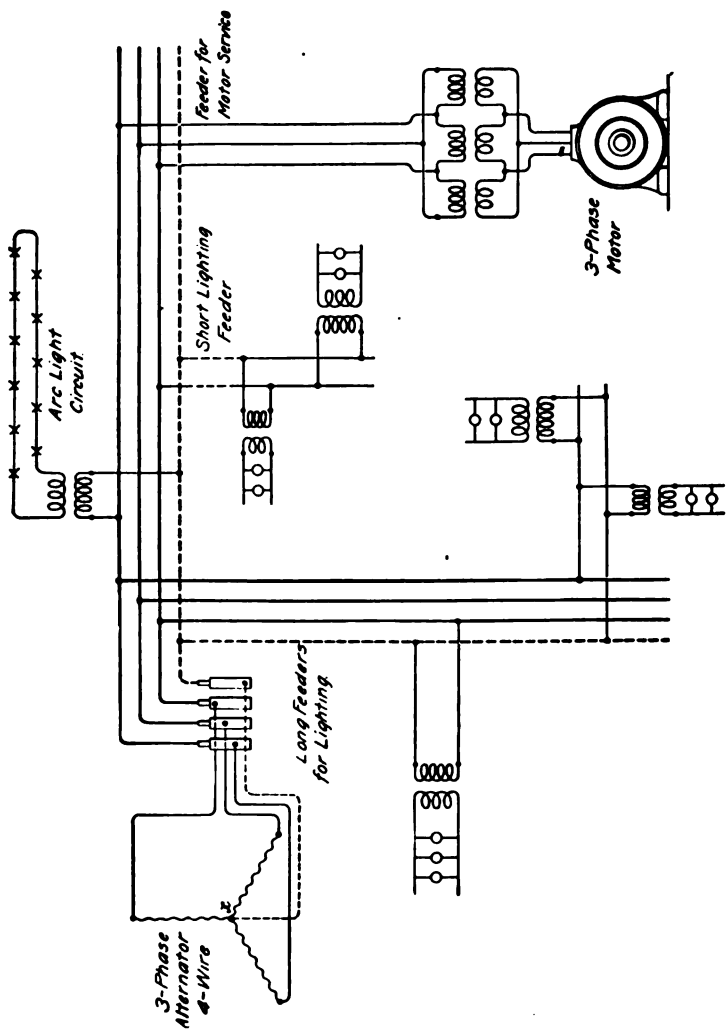 3-Phase
Alternator
4-Wire
x
Long Feeders
for Lighting.
Arc Light
Circuit.
Short Lighting
Feeder
Feeder for
Motor Service
3-Phase
Motor